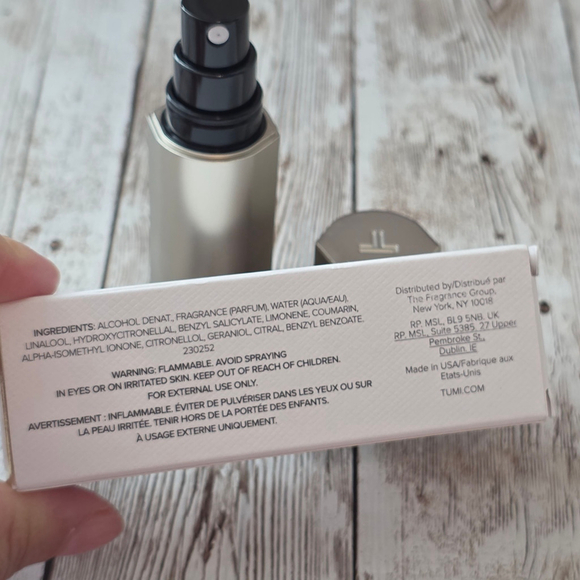 INGREDIENTS: ALCOHOL DENAT., FRAGRANCE (PARFUM), WATER (AQUA/EAU),
LINALOOL, HYDROXYCITRONELLAL, BENZYL SALICYLATE, LIMONENE, COUMARIN,
ALPHA-ISOMETHYL IONONE, CITRONELLOL, GERANIOL, CITRAL, BENZYL BENZOATE.
230252
WARNING: FLAMMABLE. AVOID SPRAYING
IN EYES OR ON IRRITATED SKIN. KEEP OUT OF REACH OF CHILDREN.
FOR EXTERNAL USE ONLY.
AVERTISSEMENT : INFLAMMABLE. ÉVITER DE PULVÉRISER DANS LES YEUX OU SUR
LA PEAU IRRITÉE. TENIR HORS DE LA PORTÉE DES ENFANTS.
À USAGE EXTERNE UNIQUEMENT.
Distributed by/Distribué par
The Fragrance Group,
New York, NY 10018
RP. MSL, BL9 5NB. UK
RP. MSL, Suite 5385, 27 Upper
Pembroke St.,
Dublin. IE
Made in USA/Fabrique aux
Etats-Unis
TUMI.COM